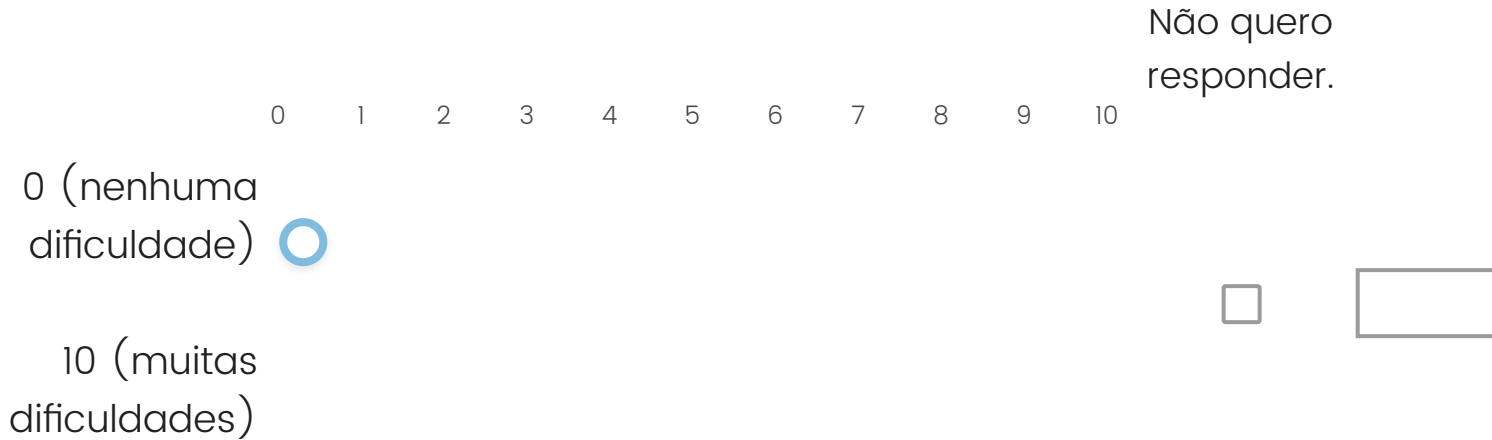 Não quero
responder.
0 1 2 3 4 5 6 7 8 9 10
0 (nenhuma
dificuldade)
10 (muitas
dificuldades)